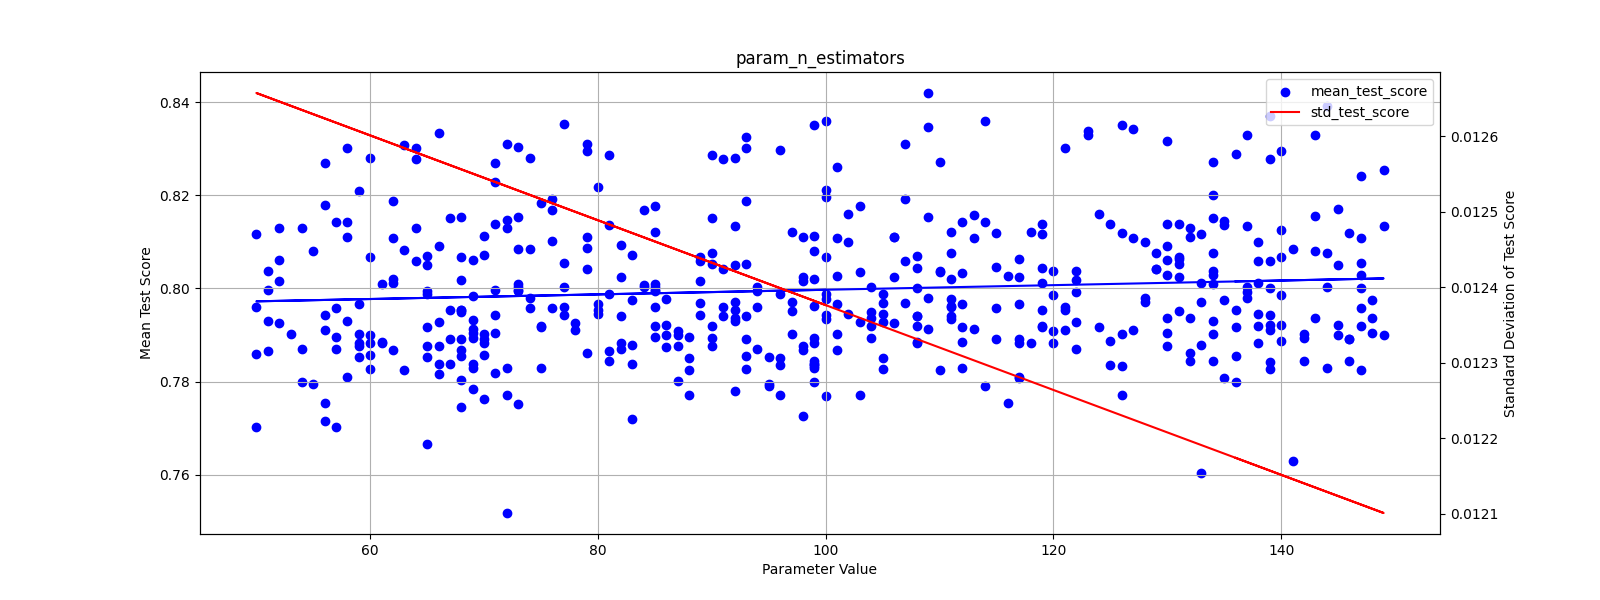 param_n_estimators
mean_test_score
std_test_score
0.84
0.82
0.80
0.78
0.76
Mean Test Score
0.0126
0.0125
0.0124
0.0123
0.0122
0.0121
Standard Deviation of Test Score
60
80
100
120
140
Parameter Value